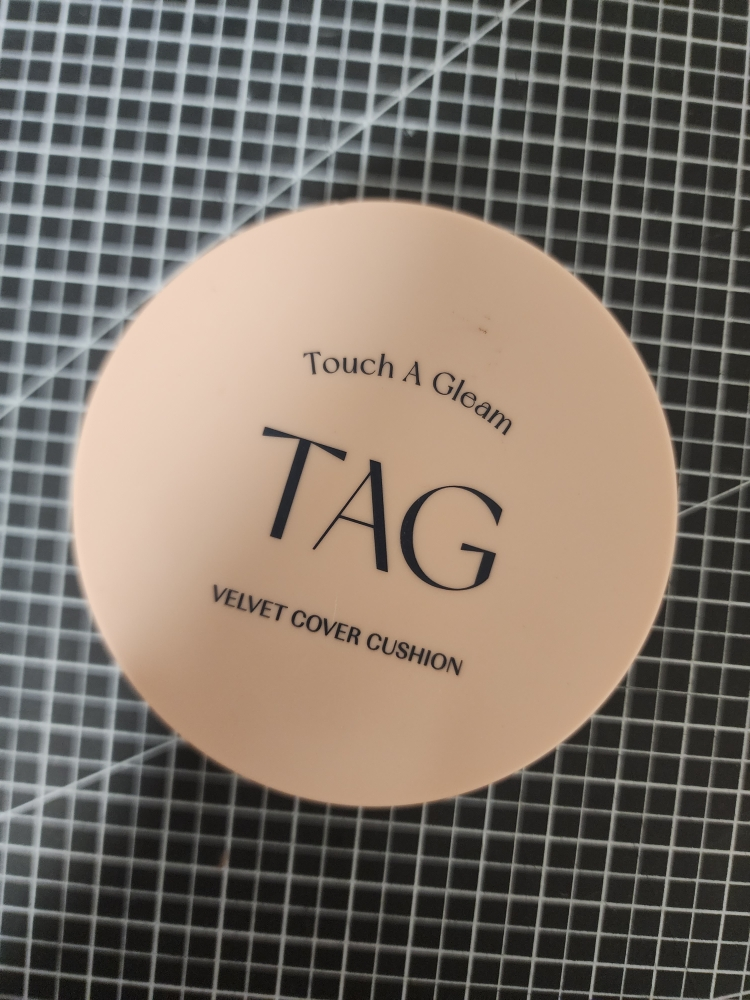 Touch A Gleam
TAG
VELVET COVER CUSHION